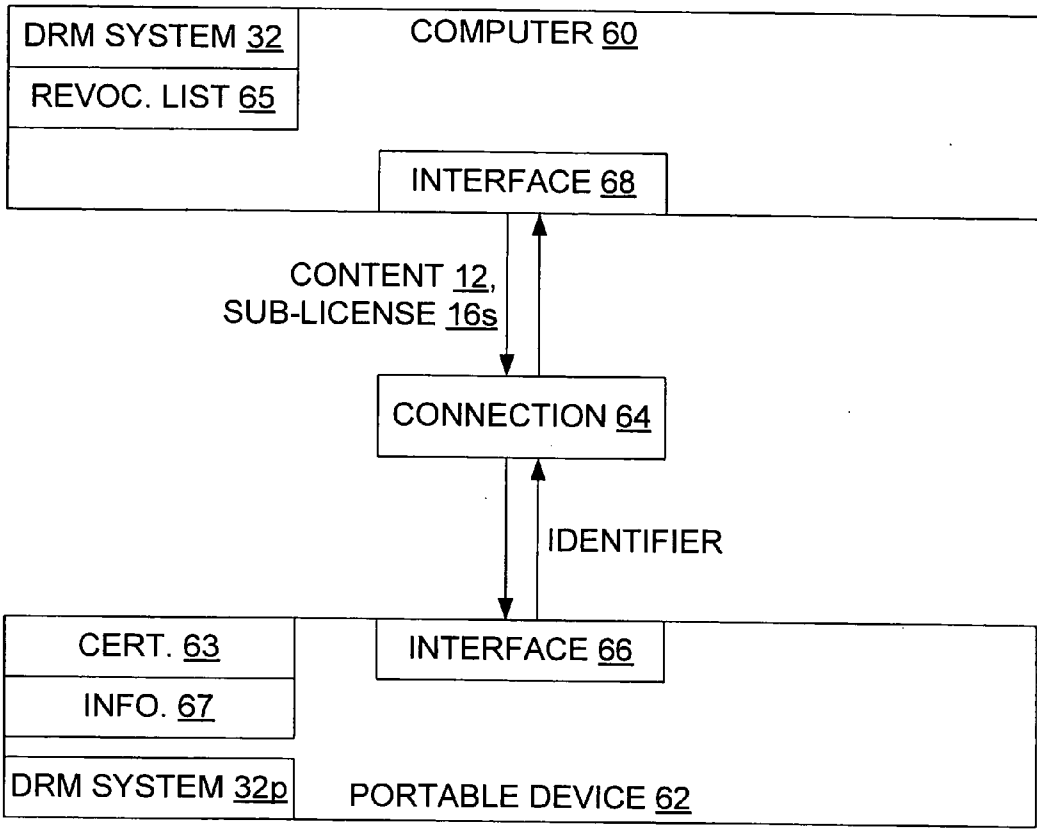 DRM SYSTEM 32
COMPUTER 60
REVOC. LIST 65
INTERFACE 68
CONTENT 12,
SUB-LICENSE 16s
CONNECTION 64
IDENTIFIER
CERT. 63
INTERFACE 66
INFO. 67
DRM SYSTEM 32p
PORTABLE DEVICE 62